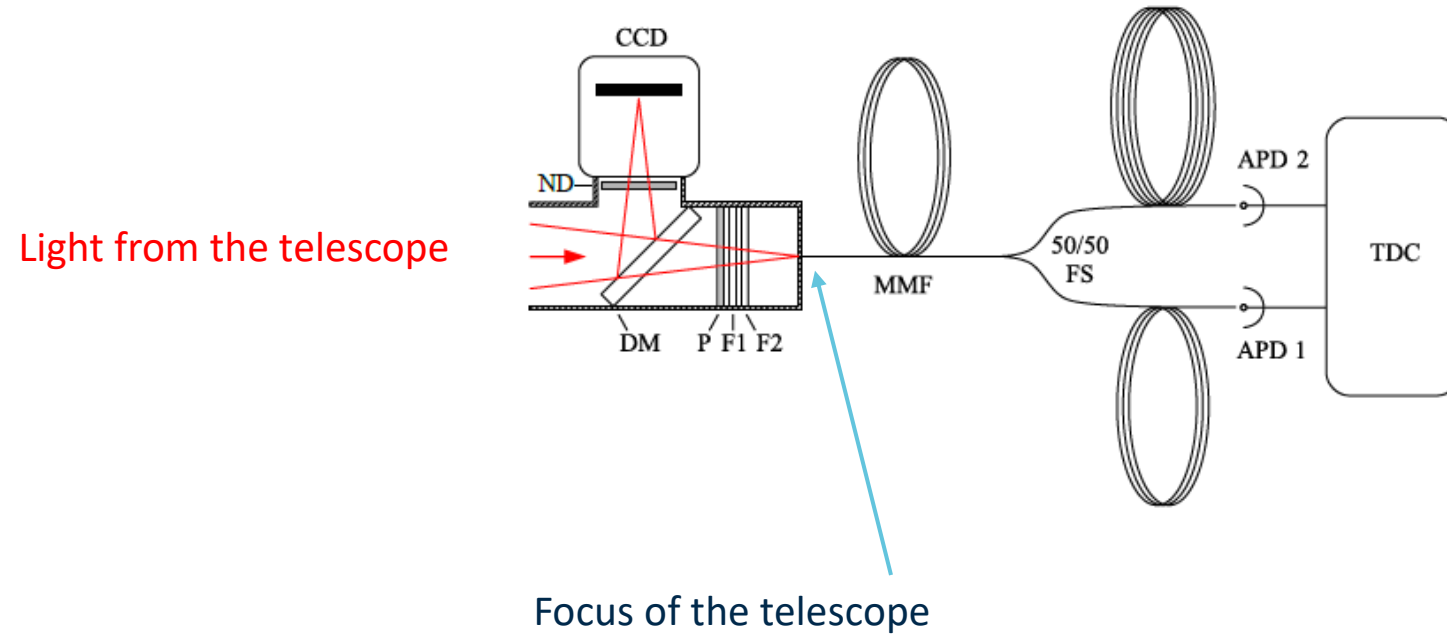 CCD
ND
Light from the telescope
DM
P
F1
F2
MMF
50/50
FS
APD 2
APD 1
TDC
Focus of the telescope